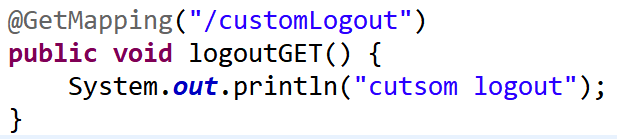 @GetMapping("/customLogout")
public void logoutGET() {
    System.out.println("cutsom logout");
}